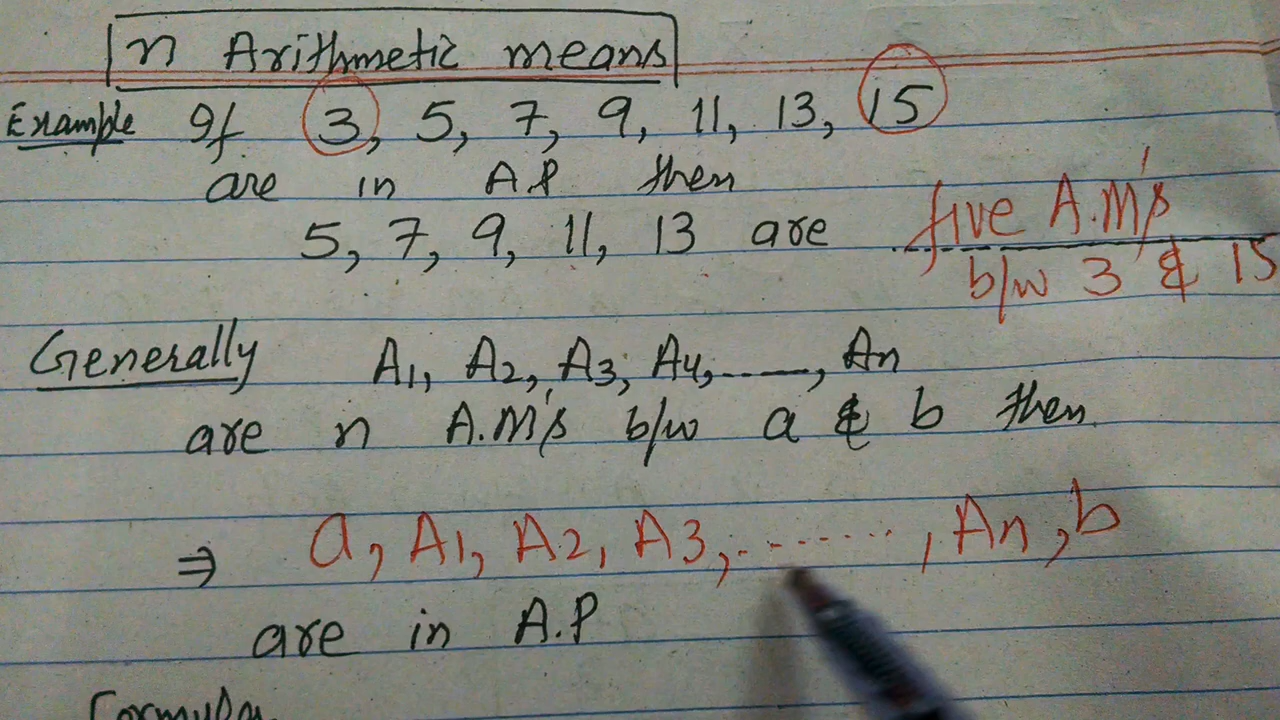 n Arithmetic means
Example If 3, 5, 7, 9, 11, 13, 15
are in A.P then
5, 7, 9, 11, 13 are five A.M's
b/w 3 & 15
Generally A1, A2, A3, A4, ......, An
are n A.M's b/w a & b then
⇒ a, A1, A2, A3, ........, An, b
are in A.P